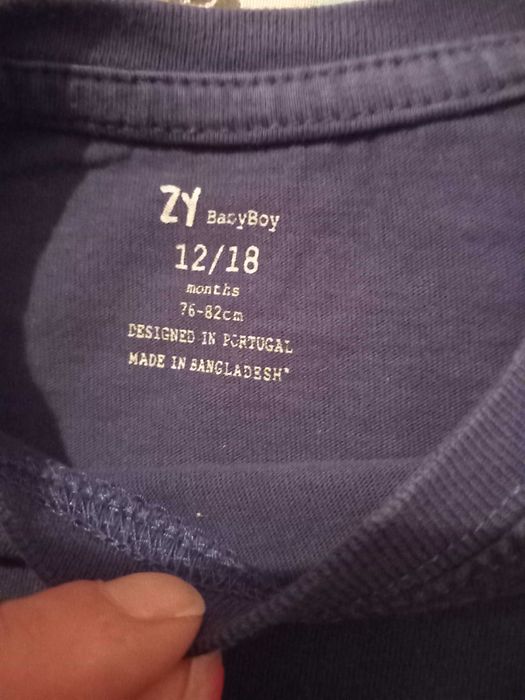 ZY BabyBoy
12/18
months
76-82cm
DESIGNED IN PORTUGAL
MADE IN BANGLADESH*